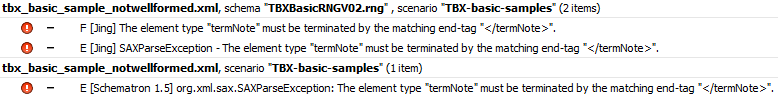 tbx_basic_sample_notwellformed.xml, schema "TBXBasicRNGV02.rng" , scenario "TBX-basic-samples" (2 items)
F [Jing] The element type "termNote" must be terminated by the matching end-tag "</termNote>".
E [Jing] SAXParseException - The element type "termNote" must be terminated by the matching end-tag "</termNote>".
tbx_basic_sample_notwellformed.xml, scenario "TBX-basic-samples" (1 item)
E [Schematron 1.5] org.xml.sax.SAXParseException: The element type "termNote" must be terminated by the matching end-tag "</termNote>.